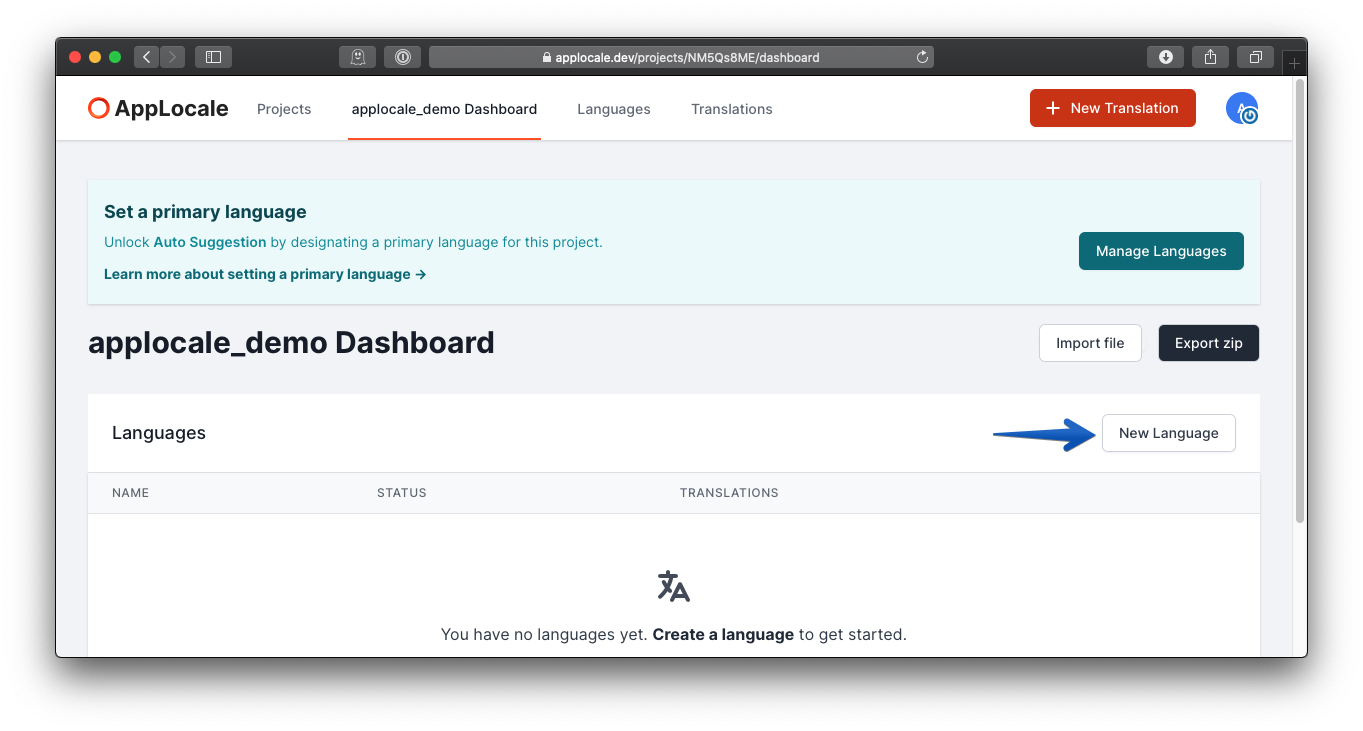 applocale.dev/projects/NM5Qs8ME/dashboard
AppLocale Projects applocale_demo Dashboard Languages Translations + New Translation A
Set a primary language
Unlock Auto Suggestion by designating a primary language for this project.
Manage Languages
Learn more about setting a primary language →
applocale_demo Dashboard Import file Export zip
Languages New Language
NAME STATUS TRANSLATIONS
You have no languages yet. Create a language to get started.